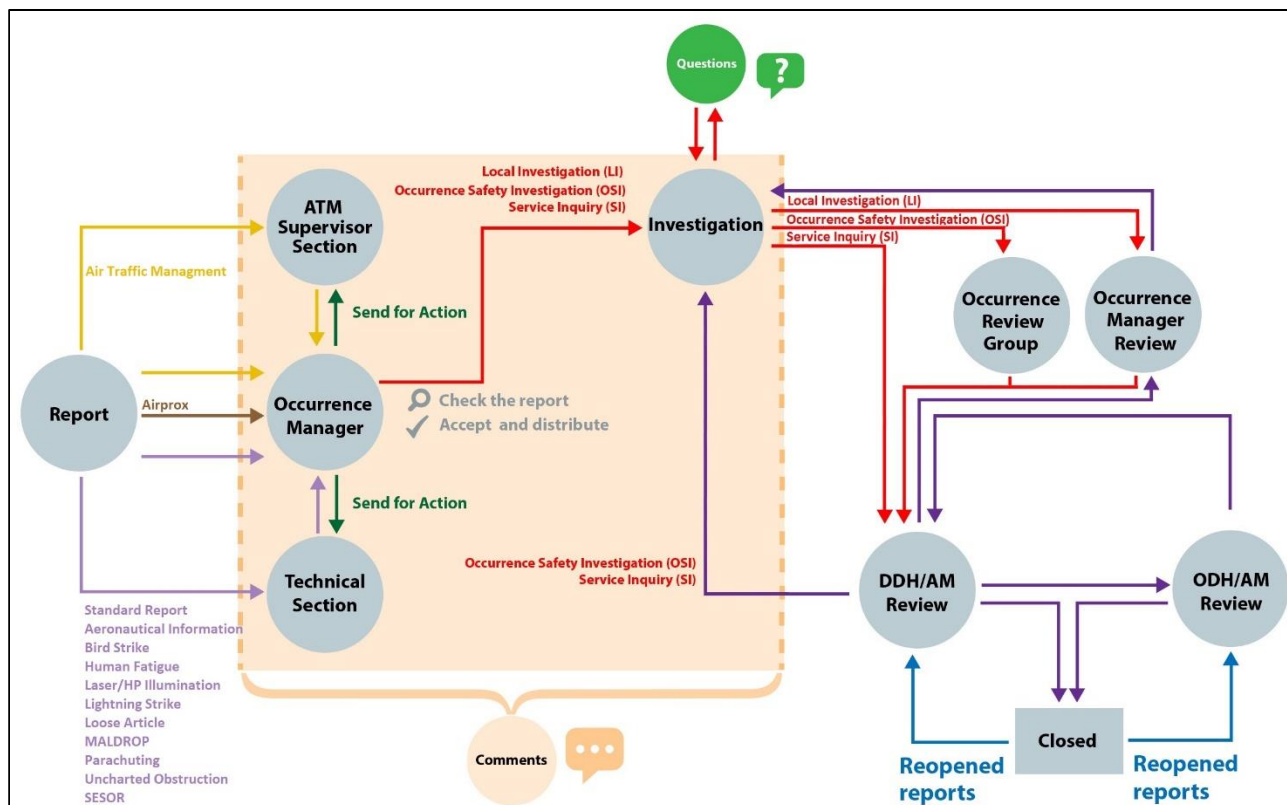 Questions
?
ATM
Supervisor
Section
Local Investigation (LI)
Occurrence Safety Investigation (OSI)
Service Inquiry (SI)
Investigation
Local Investigation (LI)
Occurrence Safety Investigation (OSI)
Service Inquiry (SI)
Air Traffic Managment
Send for Action
Occurrence
Review
Group
Occurrence
Manager
Review
Report
Airprox
Occurrence
Manager
Check the report
Accept and distribute
Send for Action
Technical
Section
Occurrence Safety Investigation (OSI)
Service Inquiry (SI)
DDH/AM
Review
ODH/AM
Review
Standard Report
Aeronautical Information
Bird Strike
Human Fatigue
Laser/HP Illumination
Lightning Strike
Loose Article
MALDROP
Parachuting
Uncharted Obstruction
SESOR
Comments
Closed
Reopened
reports
Reopened
reports